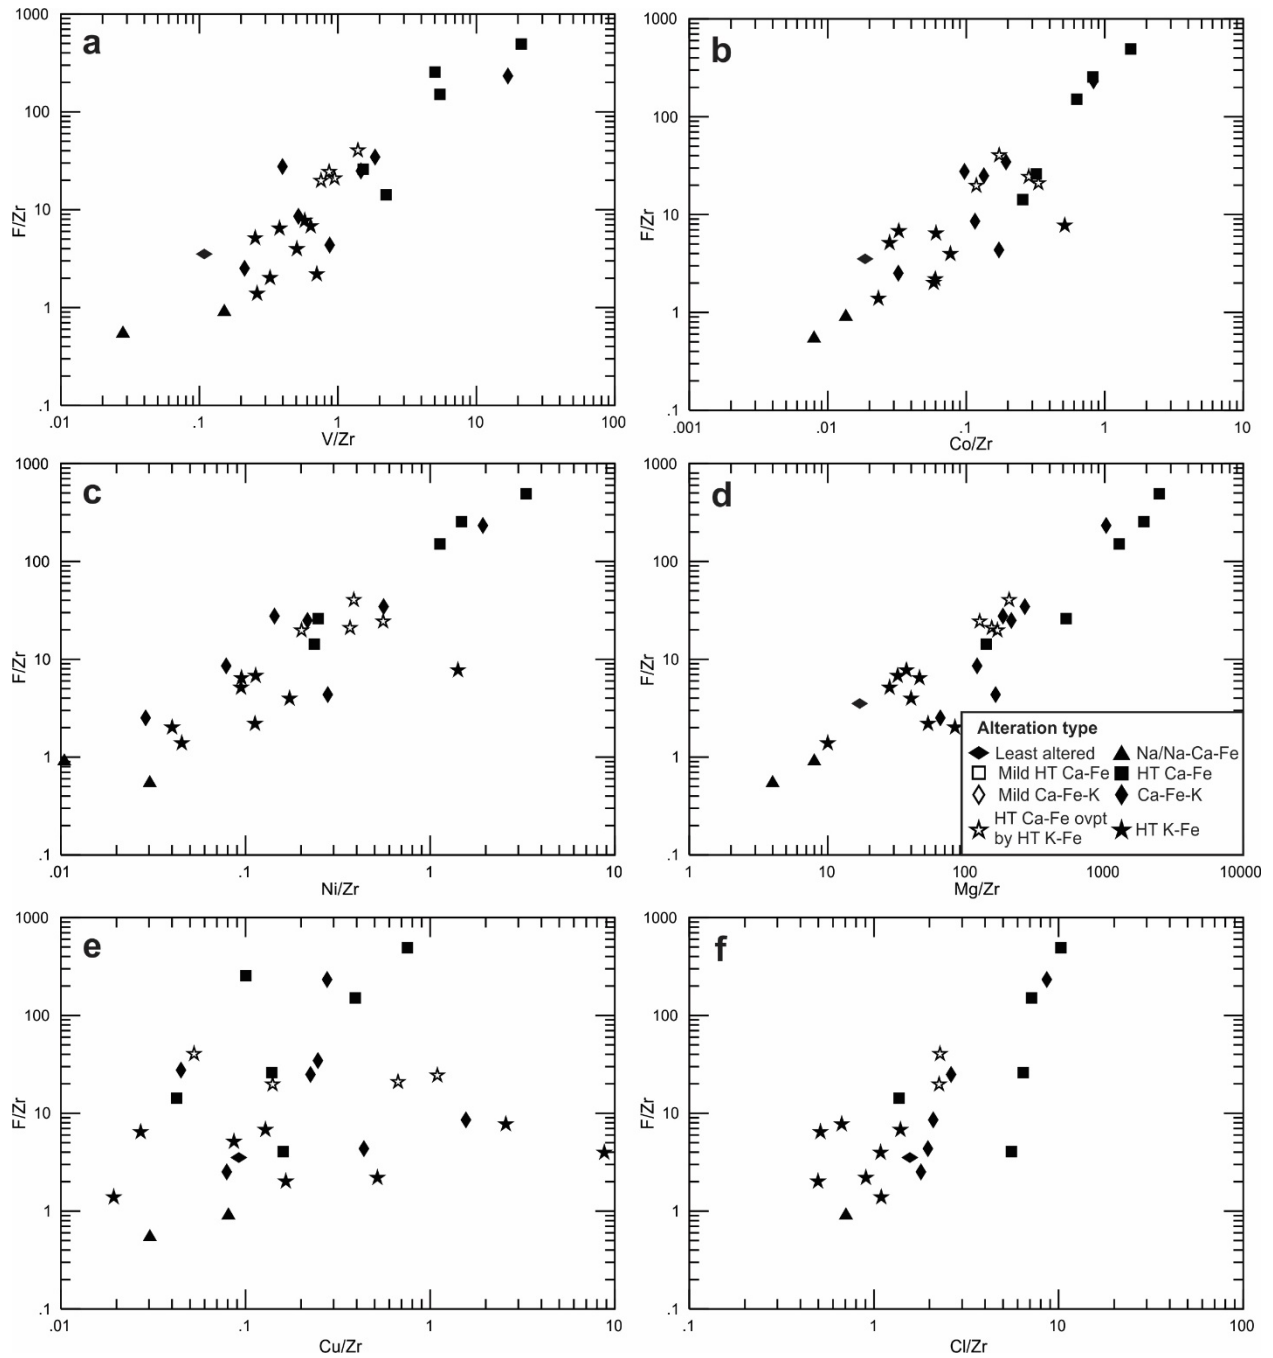 a
1000
100
10
1
.1
F/Zr
.01
.1
1
10
100
V/Zr
b
1000
100
10
1
.1
F/Zr
.001
.01
.1
1
10
Co/Zr
c
1000
100
10
1
.1
F/Zr
.01
.1
1
10
Ni/Zr
d
1000
100
10
1
.1
F/Zr
1
10
100
1000
10000
Mg/Zr
Alteration type
Least altered
Na/Na-Ca-Fe
Mild HT Ca-Fe
HT Ca-Fe
Mild Ca-Fe-K
Ca-Fe-K
HT Ca-Fe ovpt
by HT K-Fe
HT K-Fe
e
1000
100
10
1
.1
F/Zr
.01
.1
1
10
Cu/Zr
f
1000
100
10
1
.1
F/Zr
.1
1
10
100
Cl/Zr